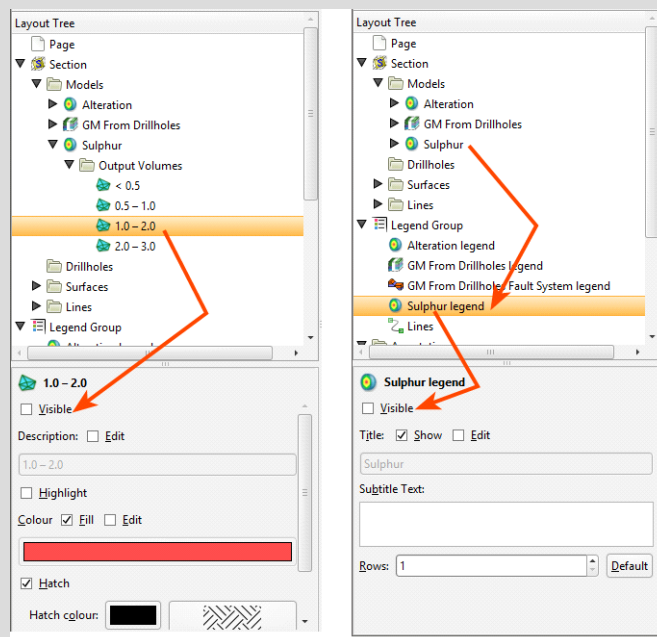 Layout Tree
Page
Section
Models
Alteration
GM From Drillholes
Sulphur
Output Volumes
< 0.5
0.5 – 1.0
1.0 – 2.0
2.0 – 3.0
Drillholes
Surfaces
Lines
Legend Group
1.0 – 2.0
Visible
Description: Edit
1.0 – 2.0
Highlight
Colour Fill Edit
Hatch
Hatch colour:
Layout Tree
Page
Section
Models
Alteration
GM From Drillholes
Sulphur
Drillholes
Surfaces
Lines
Legend Group
Alteration legend
GM From Drillholes Legend
GM From Drillholes Fault System legend
Sulphur legend
Lines
Sulphur legend
Visible
Title: Show Edit
Sulphur
Subtitle Text:
Rows: 1 Default